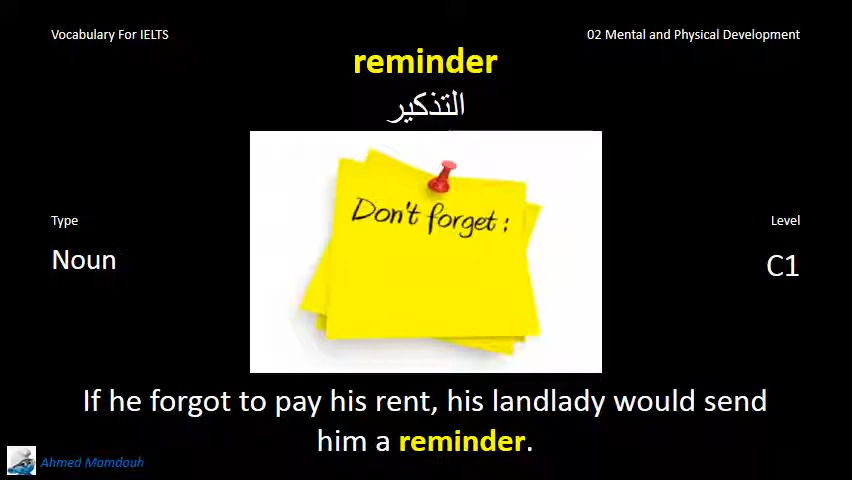 Vocabulary For IELTS
02 Mental and Physical Development
reminder
التذكير
Don't forget :
Type
Level
Noun
C1
If he forgot to pay his rent, his landlady would send
him a reminder.
Ahmed Mamdouh